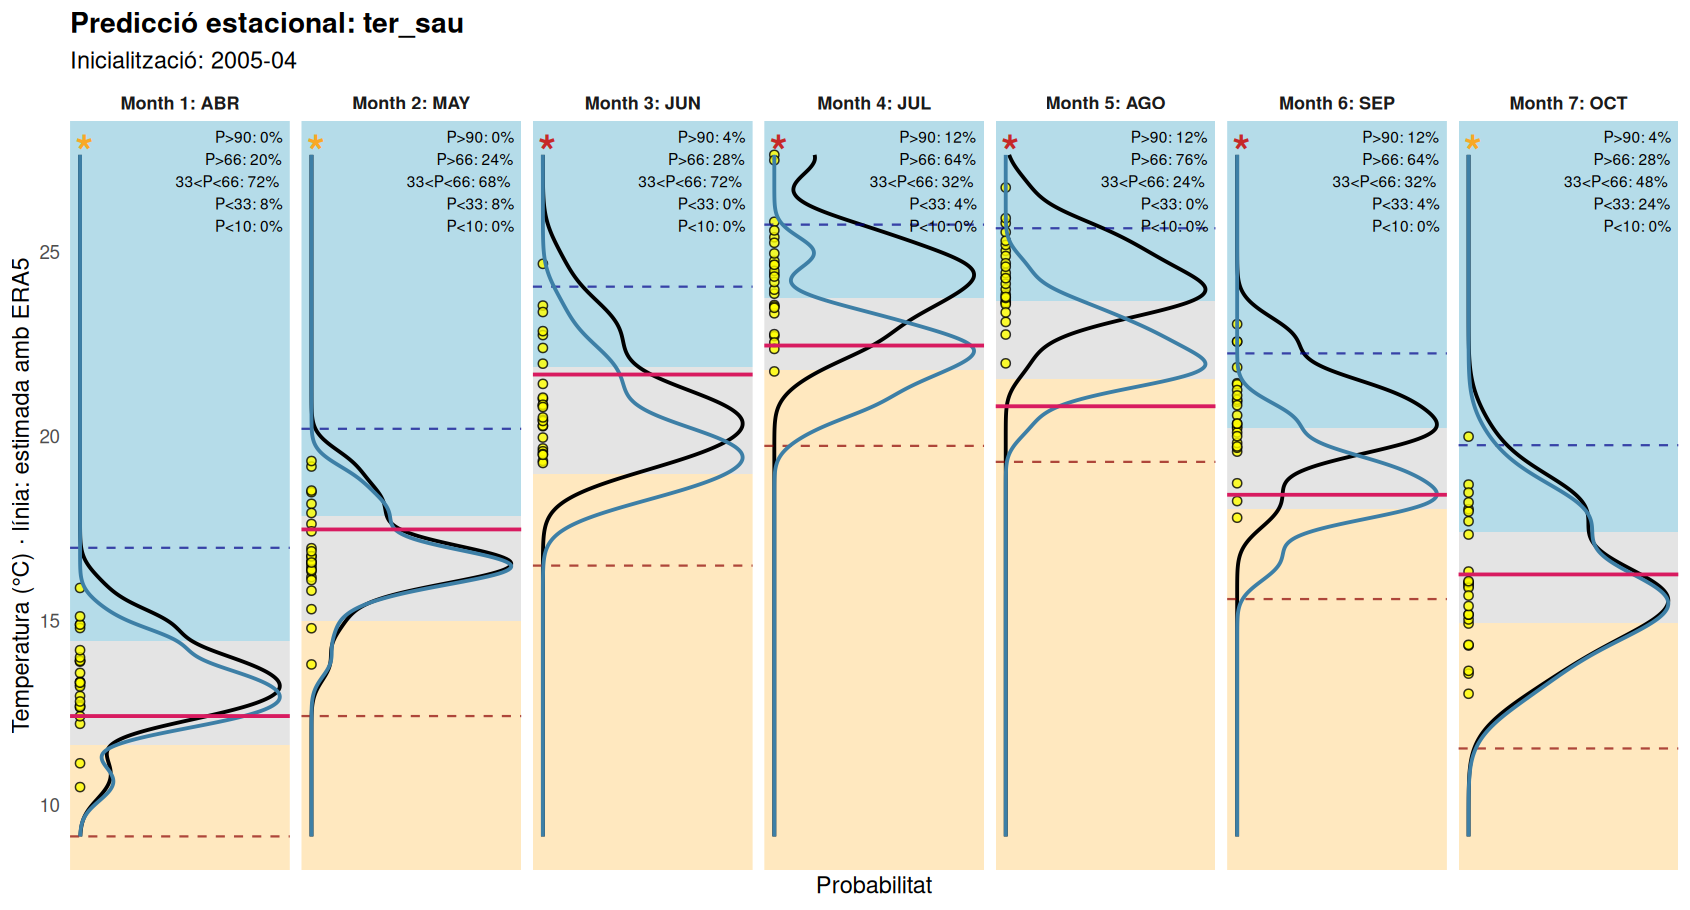 Predicció estacional: ter_sau
Inicialització: 2005-04
Month 1: ABR
Month 2: MAY
Month 3: JUN
Month 4: JUL
Month 5: AGO
Month 6: SEP
Month 7: OCT
P>90: 0%
P>66: 20%
33<P<66: 72%
P<33: 8%
P<10: 0%
P>90: 0%
P>66: 24%
33<P<66: 68%
P<33: 8%
P<10: 0%
P>90: 4%
P>66: 28%
33<P<66: 72%
P<33: 0%
P<10: 0%
P>90: 12%
P>66: 64%
33<P<66: 32%
P<33: 4%
P<10: 0%
P>90: 12%
P>66: 76%
33<P<66: 24%
P<33: 0%
P<10: 0%
P>90: 12%
P>66: 64%
33<P<66: 32%
P<33: 4%
P<10: 0%
P>90: 4%
P>66: 28%
33<P<66: 48%
P<33: 24%
P<10: 0%
Temperatura (°C) · línia: estimada amb ERA5
25
20
15
10
Probabilitat